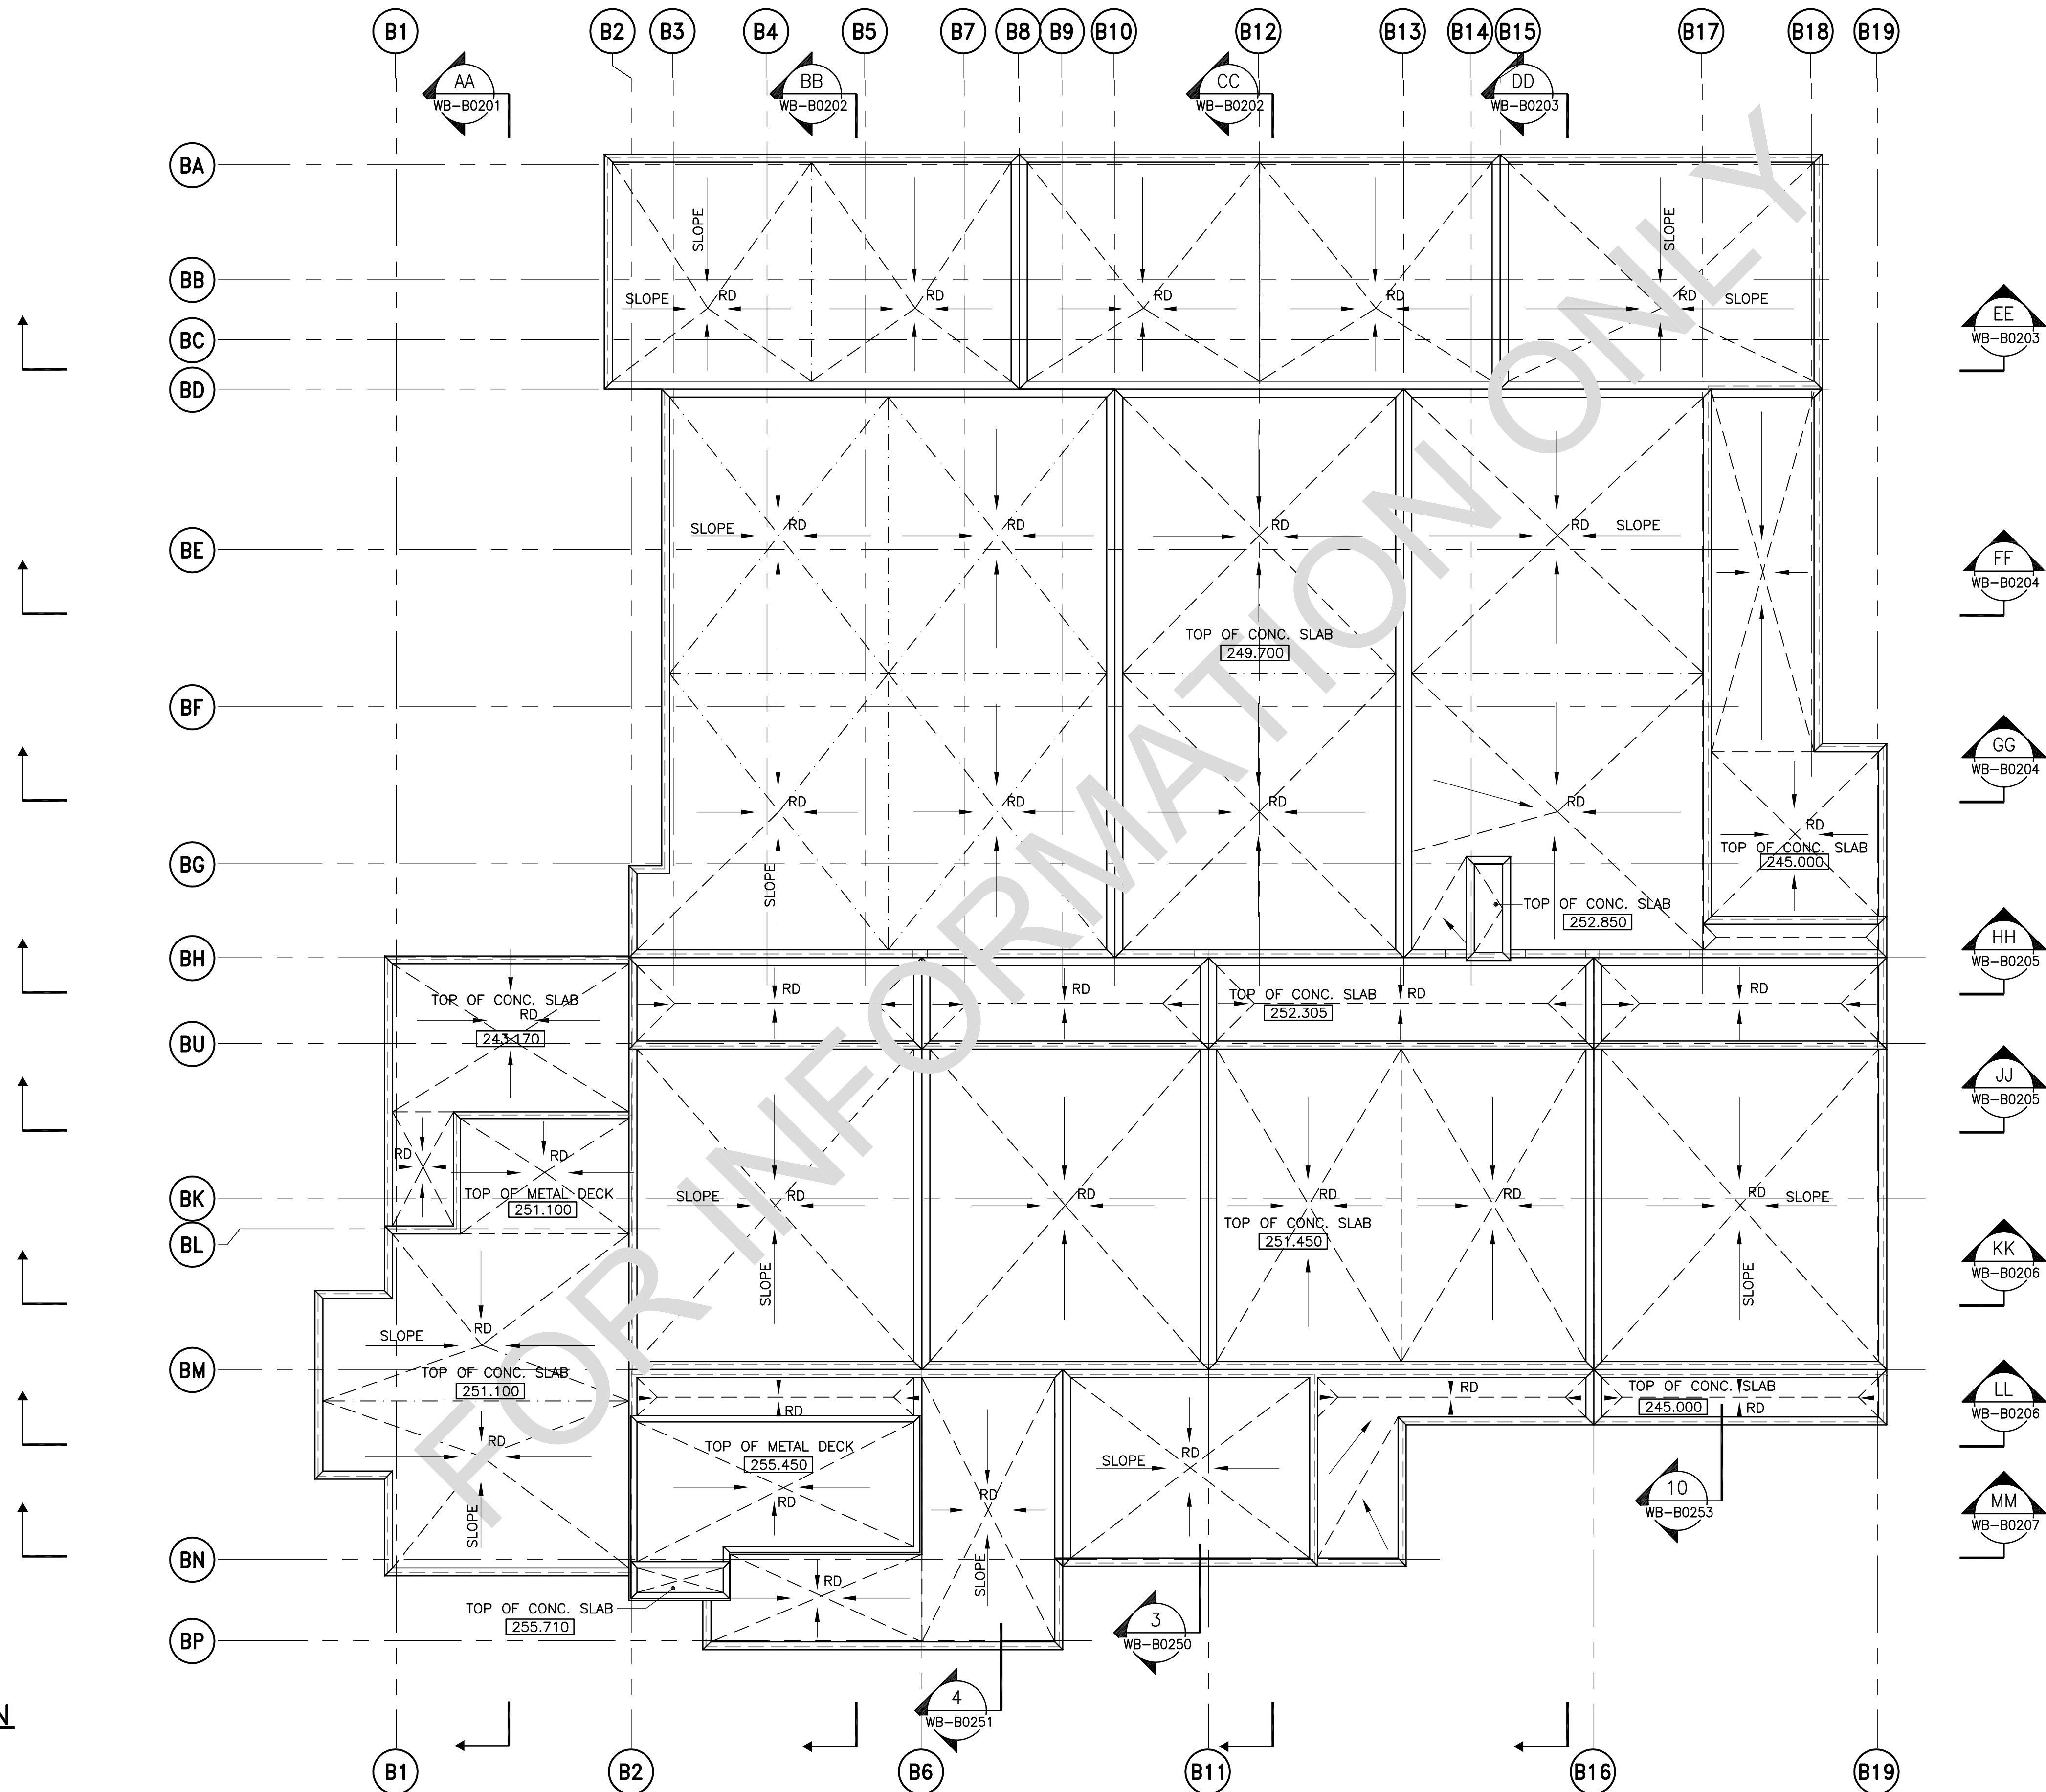 B1 B2 B3 B4 B5 B7 B8 B9 B10 B12 B13 B14 B15 B17 B18 B19
AA
WB-B0201
BB
WB-B0202
CC
WB-B0202
DD
WB-B0203
BA
SLOPE
SLOPE
BB
SLOPE RD RD RD RD RD SLOPE
EE
WB-B0203
BC
BD
SLOPE RD RD RD RD SLOPE
BE
FF
WB-B0204
TOP OF CONC. SLAB
249.700
BF
GG
WB-B0204
RD RD RD RD
RD
TOP OF CONC. SLAB
245.000
BG
SLOPE
TOP OF CONC. SLAB
252.850
HH
WB-B0205
BH
RD RD RD RD
TOP OF CONC. SLAB
252.305
TOP OF CONC. SLAB
RD
243.170
BU
JJ
WB-B0205
RD
RD
TOP OF METAL DECK
251.100
BK
SLOPE RD RD RD RD RD SLOPE
BL
TOP OF CONC. SLAB
251.450
KK
WB-B0206
SLOPE
SLOPE
RD
SLOPE
BM
TOP OF CONC. SLAB
251.100
RD
RD
RD
TOP OF CONC. SLAB
245.000
RD
LL
WB-B0206
RD
TOP OF METAL DECK
255.450
RD
RD
SLOPE RD
SLOPE
10
WB-B0253
MM
WB-B0207
BN
SLOPE
RD
TOP OF CONC. SLAB
255.710
3
WB-B0250
BP
4
WB-B0251
N
B1 B2 B6 B11 B16 B19
FOR INFORMATION ONLY